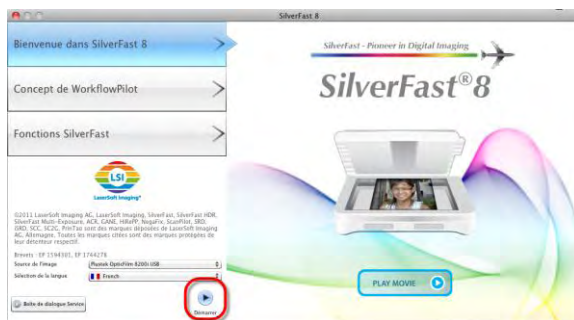 SilverFast 8
Bienvenue dans SilverFast 8
Concept de WorkflowPilot
Fonctions SilverFast
LSI
LaserSoft Imaging
©2011 LaserSoft Imaging AG. LaserSoft Imaging, SilverFast, SilverFast HDR,
SilverFast Multi-Exposure, ACR, GANE, HiRePP, NegaFix, ScanPilot, SRD,
GRD, SCC, SC2G, PrinTao sont des marques déposées de LaserSoft Imaging
AG, Allemagne. Toutes les marques citées sont des marques protégées de
leur détenteur respectif.
Brevets : EP 1594301, EP 1744278
Source de l'image
Plustek OpticFilm 8200i USB
Sélection de la langue
French
Boîte de dialogue Service
Démarrer
SilverFast - Pioneer in Digital Imaging
SilverFast®8
PLAY MOVIE